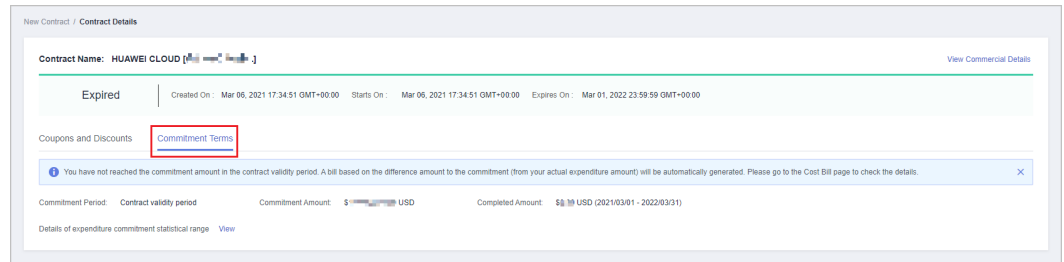 New Contract / Contract Details
Contract Name: HUAWEI CLOUD [ .]
View Commercial Details
Expired
Created On : Mar 06, 2021 17:34:51 GMT+00:00 Starts On : Mar 06, 2021 17:34:51 GMT+00:00 Expires On : Mar 01, 2022 23:59:59 GMT+00:00
Coupons and Discounts Commitment Terms
You have not reached the commitment amount in the contract validity period. A bill based on the difference amount to the commitment (from your actual expenditure amount) will be automatically generated. Please go to the Cost Bill page to check the details.
Commitment Period: Contract validity period Commitment Amount: $ USD Completed Amount: $ USD (2021/03/01 - 2022/03/31)
Details of expenditure commitment statistical range View